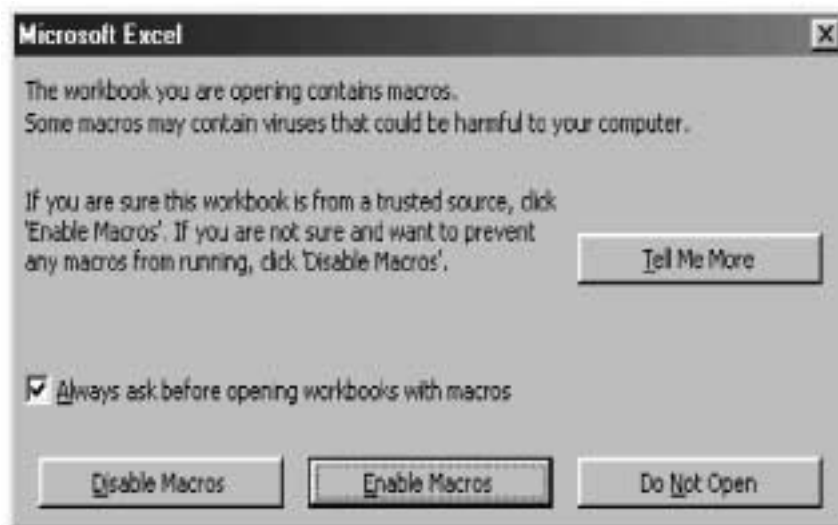 Microsoft Excel
The workbook you are opening contains macros.
Some macros may contain viruses that could be harmful to your computer.
If you are sure this workbook is from a trusted source, click
'Enable Macros'. If you are not sure and want to prevent
any macros from running, click 'Disable Macros'.
Tell Me More
Always ask before opening workbooks with macros
Disable Macros
Enable Macros
Do Not Open